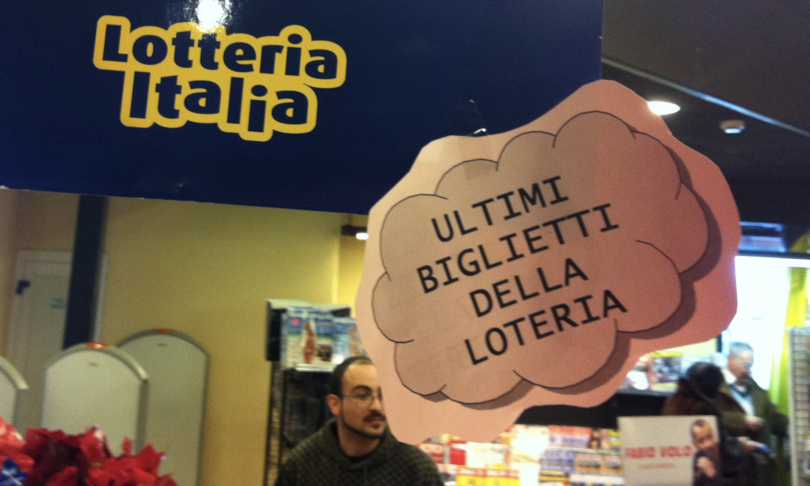 Lotteria
Italia
ULTIMI
BIGLIETTI
DELLA
LOTERIA
FABIO VOLO